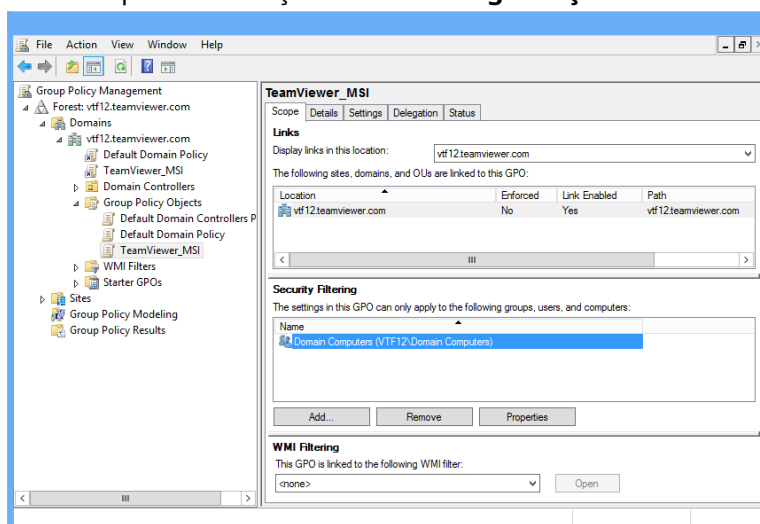 File Action View Window Help
Group Policy Management
Forest: vtf12.teamviewer.com
Domains
vtf12.teamviewer.com
Default Domain Policy
TeamViewer_MSI
Domain Controllers
Group Policy Objects
Default Domain Controllers P
Default Domain Policy
TeamViewer_MSI
WMI Filters
Starter GPOs
Sites
Group Policy Modeling
Group Policy Results
TeamViewer_MSI
Scope Details Settings Delegation Status
Links
Display links in this location: vtf12.teamviewer.com
The following sites, domains, and OUs are linked to this GPO:
Location Enforced Link Enabled Path
vtf12.teamviewer.com No Yes vtf12.teamviewer.com
Security Filtering
The settings in this GPO can only apply to the following groups, users, and computers:
Name
Domain Computers (VTF12\Domain Computers)
Add... Remove Properties
WMI Filtering
This GPO is linked to the following WMI filter:
<none> Open